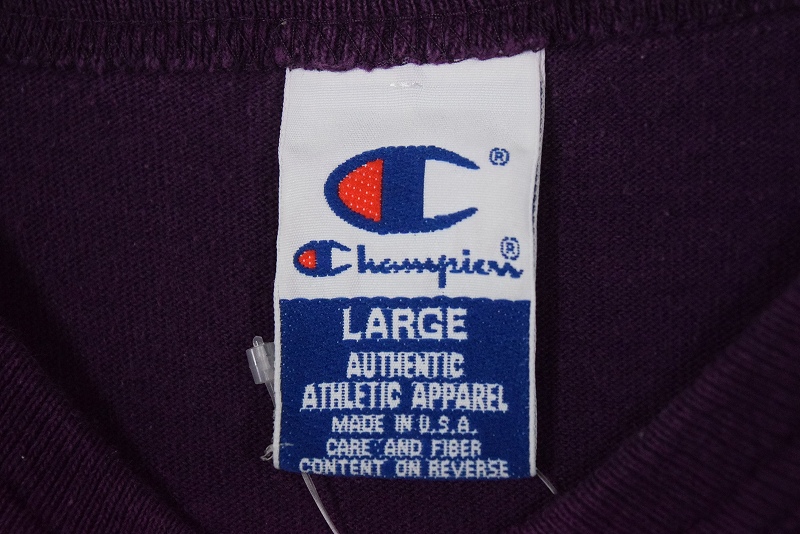 ®
Champion®
LARGE
AUTHENTIC
ATHLETIC APPAREL
MADE IN U.S.A.
CARE AND FIBER
CONTENT ON REVERSE